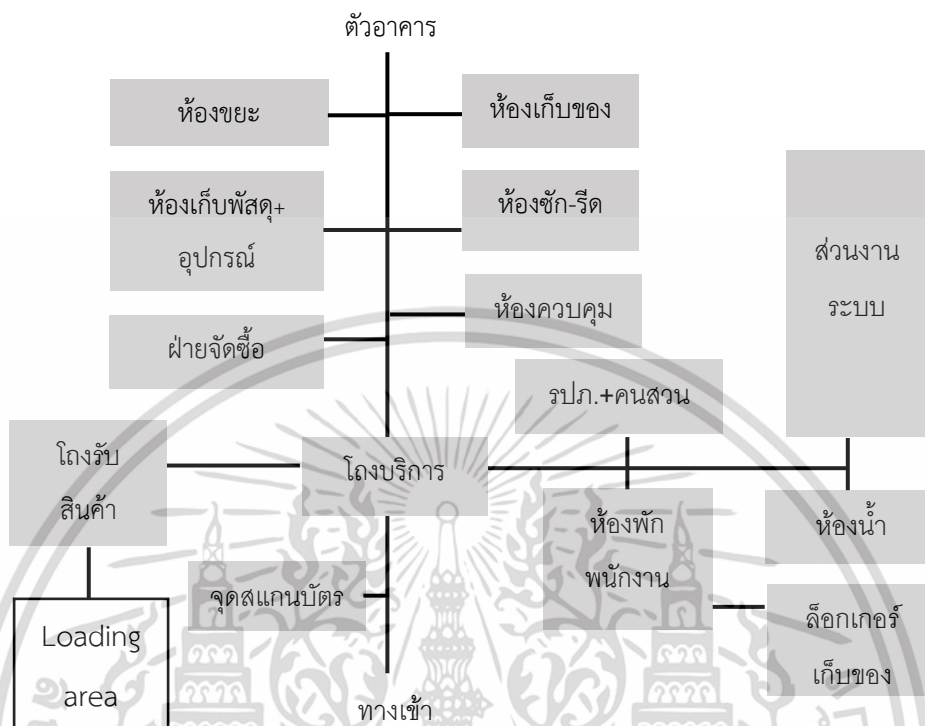 ตัวอาคาร
ห้องขยะ
ห้องเก็บของ
ห้องเก็บพัสดุ+
อุปกรณ์
ห้องซัก-รีด
ส่วนงาน
ระบบ
ห้องควบคุม
ฝ่ายจัดซื้อ
รปภ.+คนสวน
โถงรับ
สินค้า
โถงบริการ
ห้องพัก
พนักงาน
ห้องน้ำ
จุดสแกนบัตร
ล็อกเกอร์
เก็บของ
Loading
area
ทางเข้า